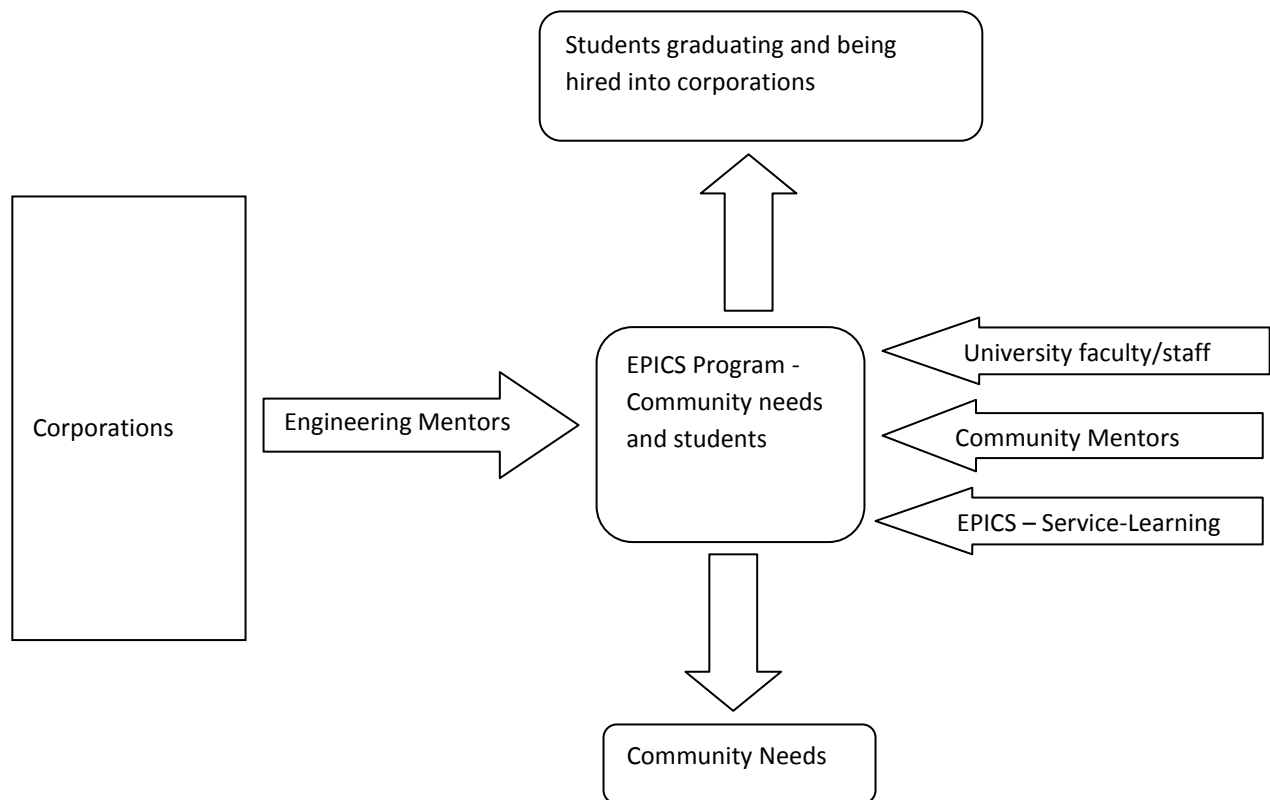 Students graduating and being
hired into corporations
Corporations
Engineering Mentors
EPICS Program -
Community needs
and students
University faculty/staff
Community Mentors
EPICS – Service-Learning
Community Needs